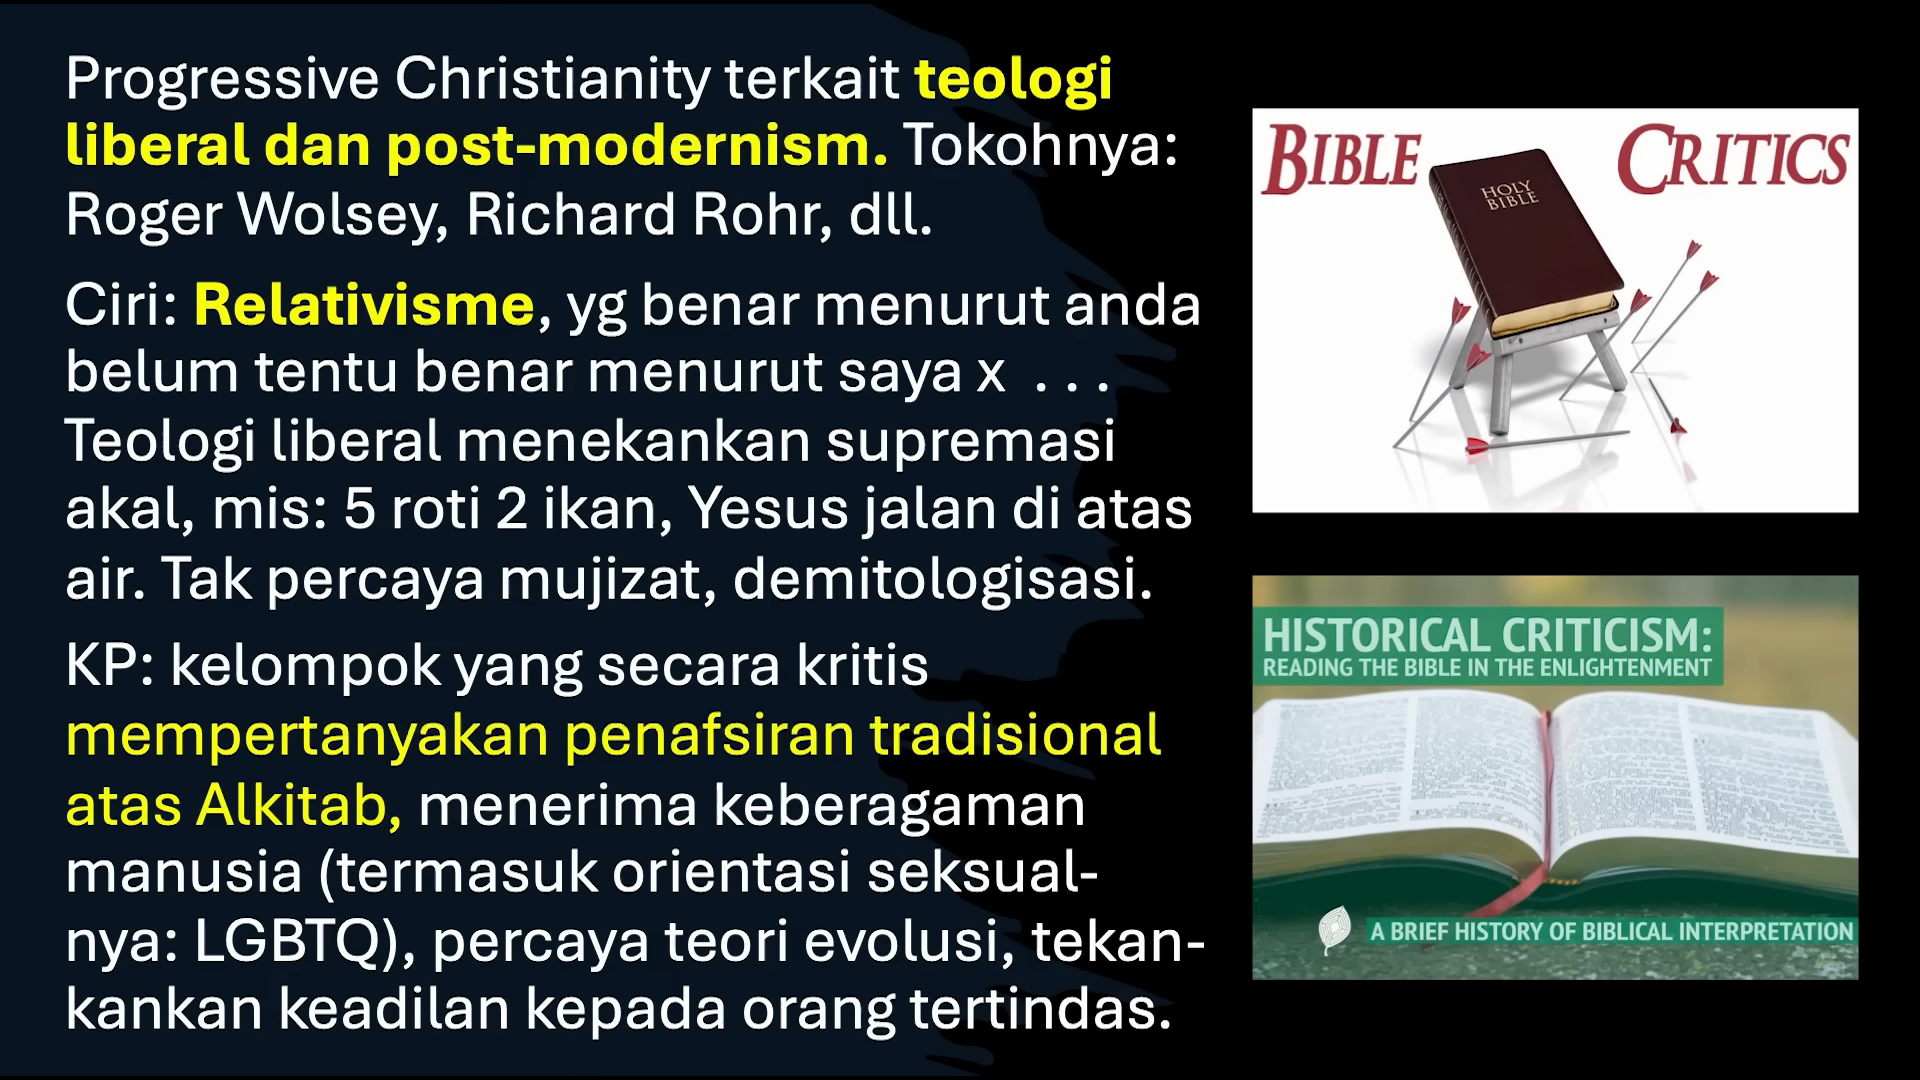 Progressive Christianity terkait teologi
liberal dan post-modernism. Tokohnya:
Roger Wolsey, Richard Rohr, dll.
Ciri: Relativisme, yg benar menurut anda
belum tentu benar menurut saya x . . .
Teologi liberal menekankan supremasi
akal, mis: 5 roti 2 ikan, Yesus jalan di atas
air. Tak percaya mujizat, demitologisasi.
KP: kelompok yang secara kritis
mempertanyakan penafsiran tradisional
atas Alkitab, menerima keberagaman
manusia (termasuk orientasi seksual-
nya: LGBTQ), percaya teori evolusi, tekan-
kankan keadilan kepada orang tertindas.
BIBLE CRITICS
HOLY
BIBLE
HISTORICAL CRITICISM:
READING THE BIBLE IN THE ENLIGHTENMENT
A BRIEF HISTORY OF BIBLICAL INTERPRETATION